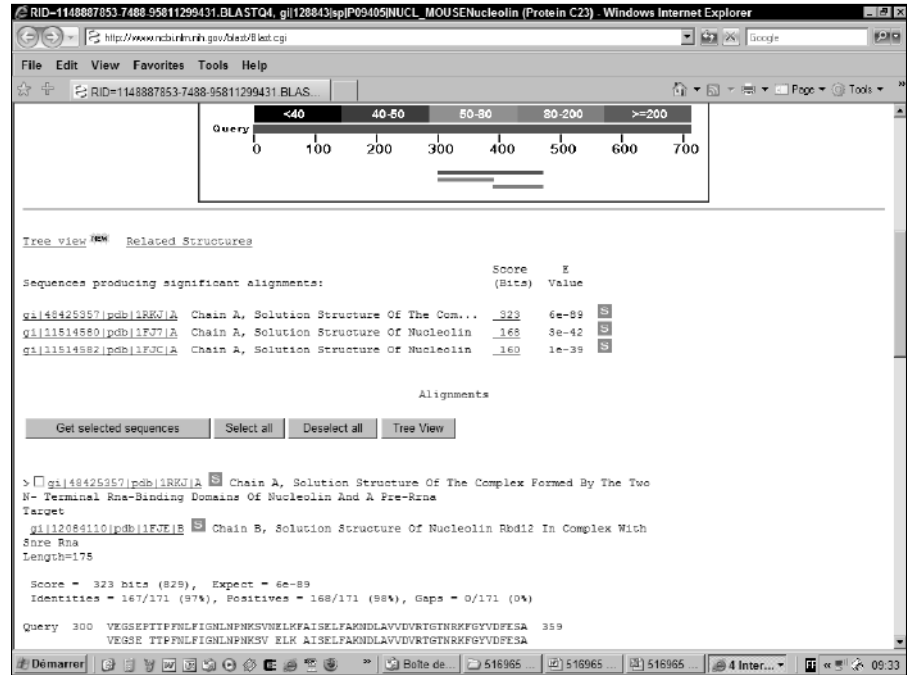 RID=1148887853-7488-95811299431.BLASTQ4, gi|128843|sp|P09405|NUCL_MOUSENucleolin (Protein C23) - Windows Internet Explorer
http://www.ncbi.nlm.nih.gov/blast/Blast.cgi
Google
File Edit View Favorites Tools Help
RID=1148887853-7488-95811299431.BLAS...
Page Tools
<40 40-50 50-80 80-200 >=200
Query
0 100 200 300 400 500 600 700
Tree view NEW Related Structures
Score E
Sequences producing significant alignments: (Bits) Value
gi|48425357|pdb|1RKJ|A Chain A, Solution Structure Of The Com... 323 6e-89 S
gi|11514580|pdb|1FJ7|A Chain A, Solution Structure Of Nucleolin 168 3e-42 S
gi|11514582|pdb|1FJC|A Chain A, Solution Structure Of Nucleolin 160 1e-39 S
Alignments
Get selected sequences Select all Deselect all Tree View
> gi|48425357|pdb|1RKJ|A S Chain A, Solution Structure Of The Complex Formed By The Two
N- Terminal Rna-Binding Domains Of Nucleolin And A Pre-Rrna
Target
gi|12084110|pdb|1FJE|B S Chain B, Solution Structure Of Nucleolin Rbd12 In Complex With
Snre Rna
Length=175
Score = 323 bits (829), Expect = 6e-89
Identities = 167/171 (97%), Positives = 168/171 (98%), Gaps = 0/171 (0%)
Query 300 VEGSEPTTPFNLFIGNLNPNKSVNELKFAISELFAKNDLAVVDVRTGTNRKFGYVDFESA 359
VEGSE TTPFNLFIGNLNPNKSV ELK AISELFAKNDLAVVDVRTGTNRKFGYVDFESA
Démarrer Boîte de... 516965 ... 516965 ... 516965 ... 4 Inter... 09:33